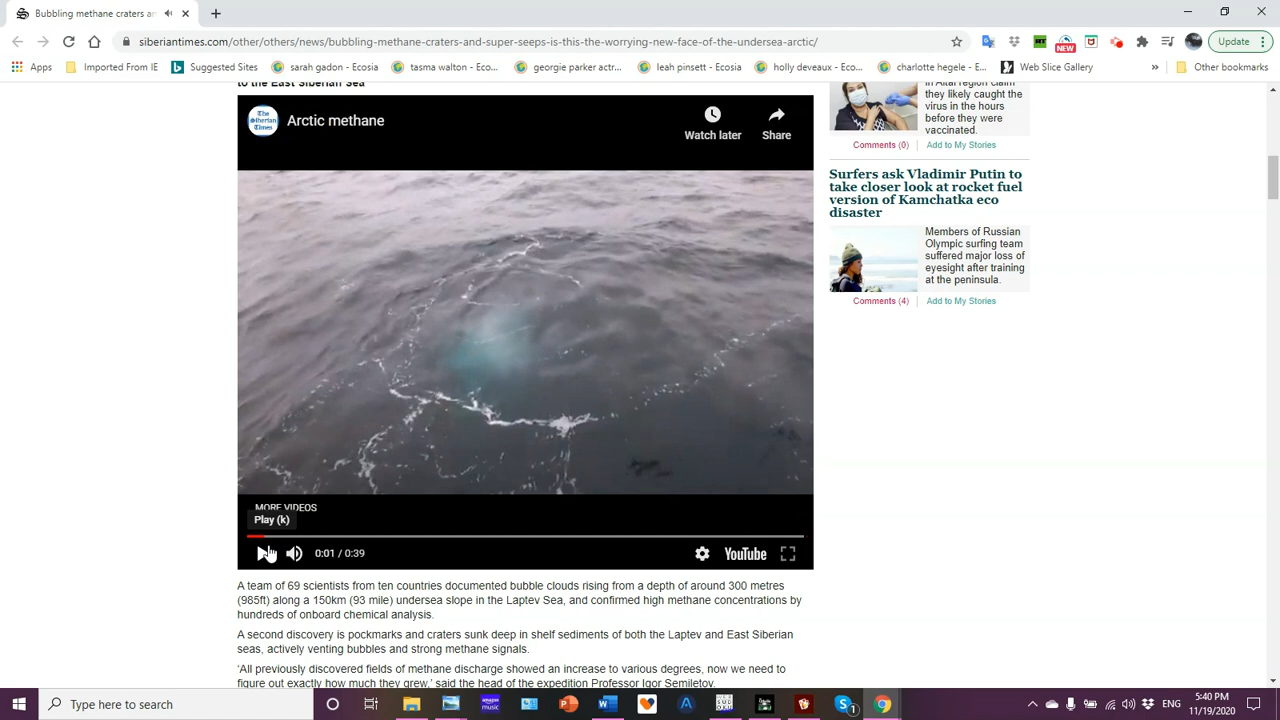 Bubbling methane craters an
Update
siberiantimes.com/other/others/news/bubbling-methane-craters-and-super-seeps-is-this-the-worrying-new-face-of-the-undersea-arctic/
NEW
Apps
Imported From IE
Suggested Sites
sarah gadon - Ecosia
tasma walton - Eco...
georgie parker actr...
leah pinsett - Ecosia
holly deveaux - Eco...
charlotte hegele - E...
Web Slice Gallery
»
Other bookmarks
to the East Siberian Sea
The Siberian Times
Arctic methane
Watch later
Share
MORE VIDEOS
Play (k)
0:01 / 0:39
YouTube
A team of 69 scientists from ten countries documented bubble clouds rising from a depth of around 300 metres
(985ft) along a 150km (93 mile) undersea slope in the Laptev Sea, and confirmed high methane concentrations by
hundreds of onboard chemical analysis.
A second discovery is pockmarks and craters sunk deep in shelf sediments of both the Laptev and East Siberian
seas, actively venting bubbles and strong methane signals.
'All previously discovered fields of methane discharge showed an increase to various degrees, now we need to
figure out exactly how much they grew,' said the head of the expedition Professor Igor Semiletov.
in Altai region claim
they likely caught the
virus in the hours
before they were
vaccinated.
Comments (0)
Add to My Stories
Surfers ask Vladimir Putin to
take closer look at rocket fuel
version of Kamchatka eco
disaster
Members of Russian
Olympic surfing team
suffered major loss of
eyesight after training
at the peninsula.
Comments (4)
Add to My Stories
Type here to search
amazon music
1
ENG
11/19/2020